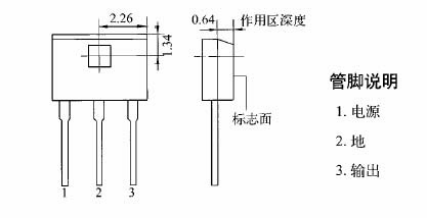 2.26
1.34
0.64 作用区深度
标志面
1 2 3
管脚说明
1. 电源
2. 地
3. 输出